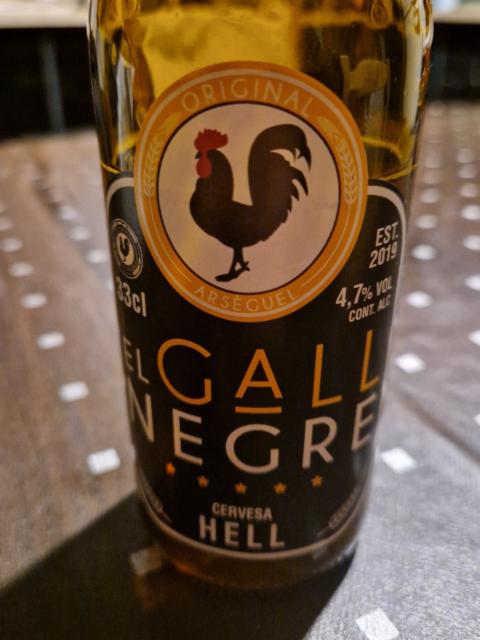 ORIGINAL
ARSÈGUEL
EST.
2019
33cl
4,7% VOL
CONT. ALC.
EL GALL
NEGRE
CERVESA
HELL